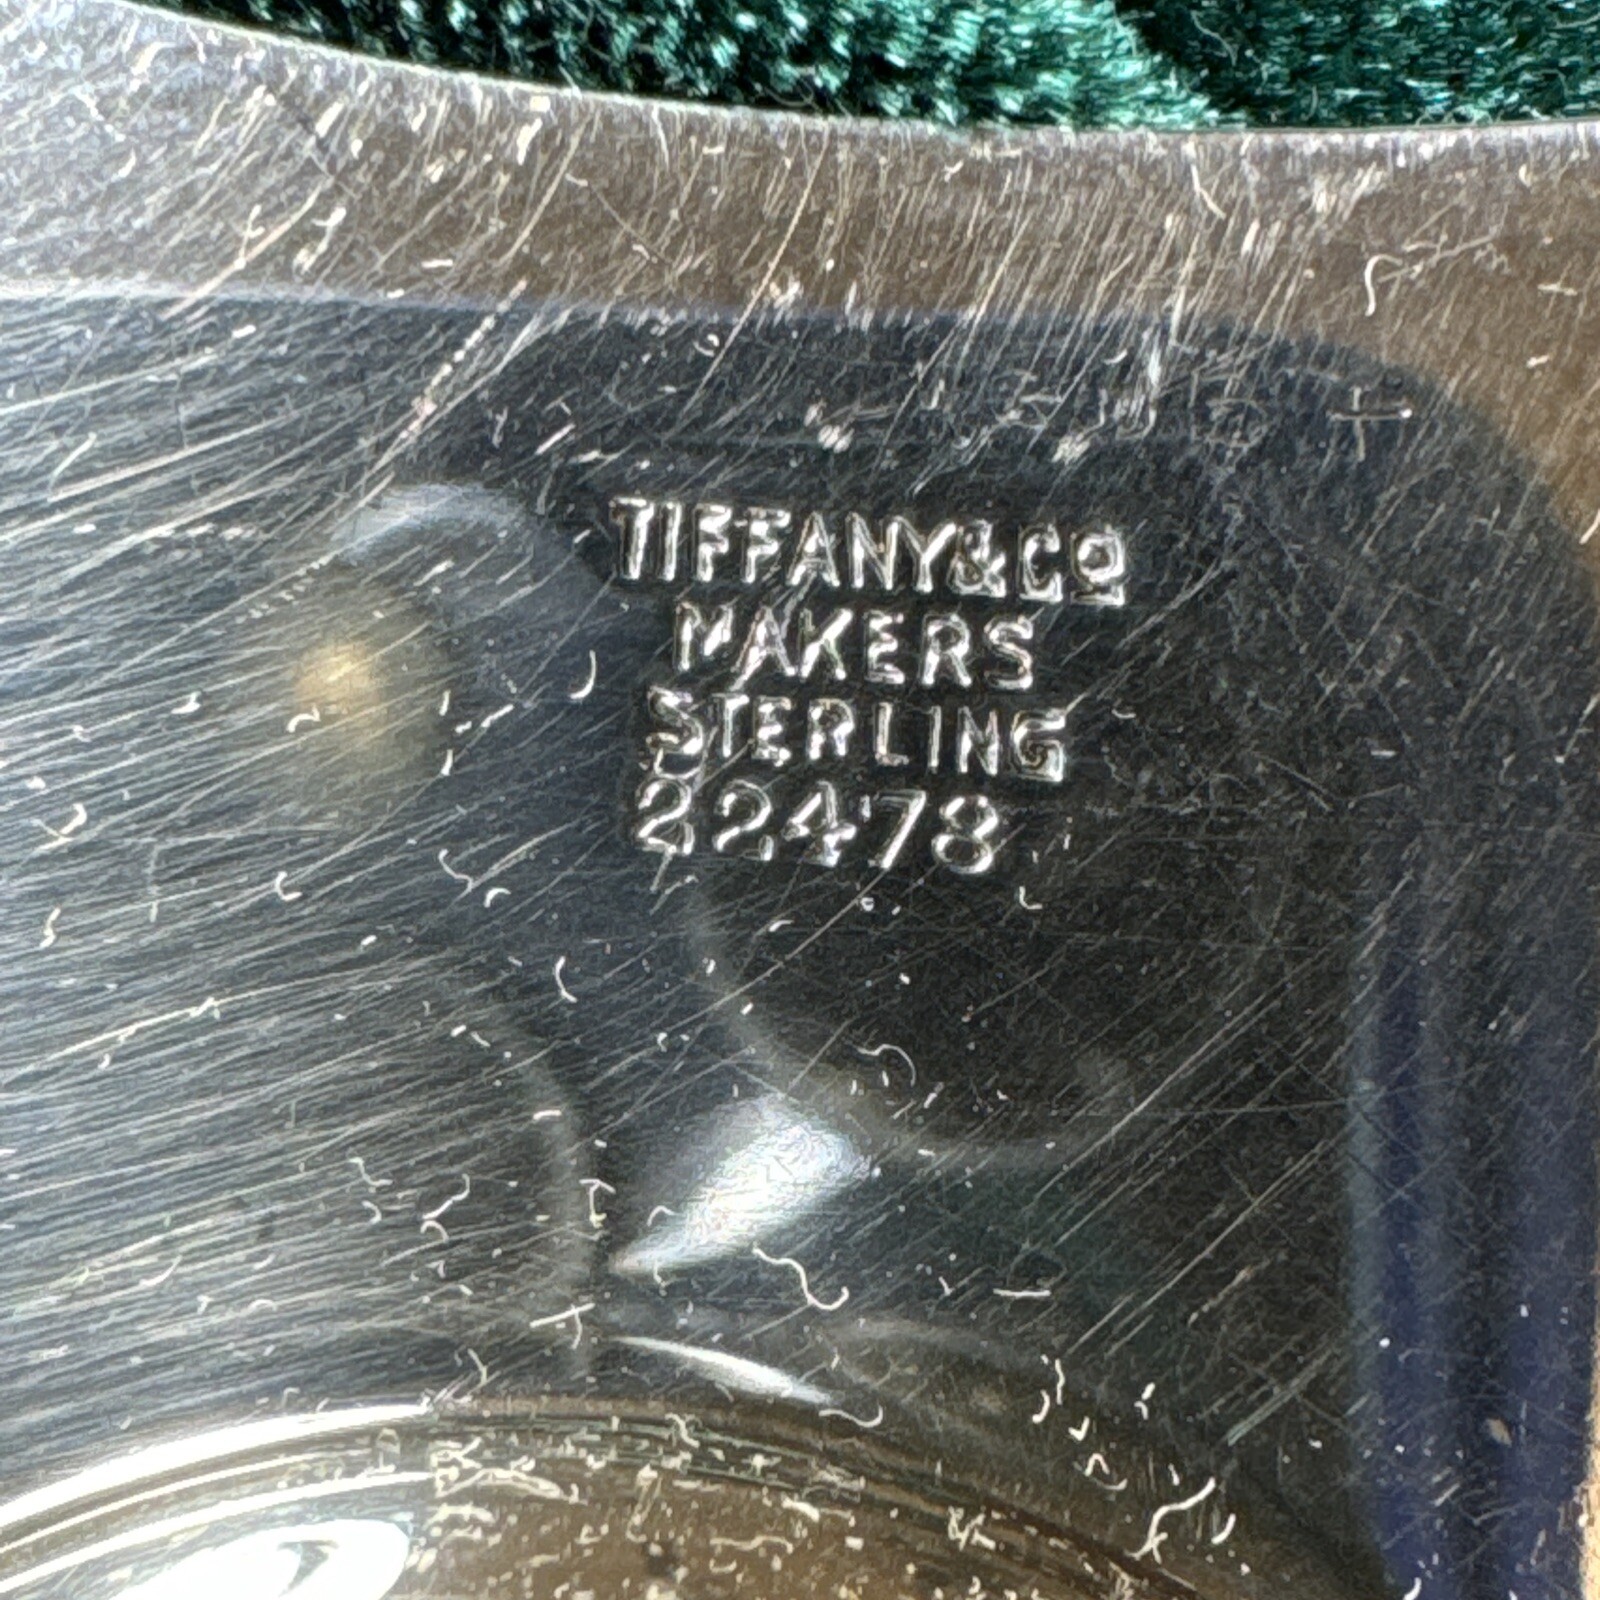 TIFFANY & Cº
MAKERS
STERLING
22478